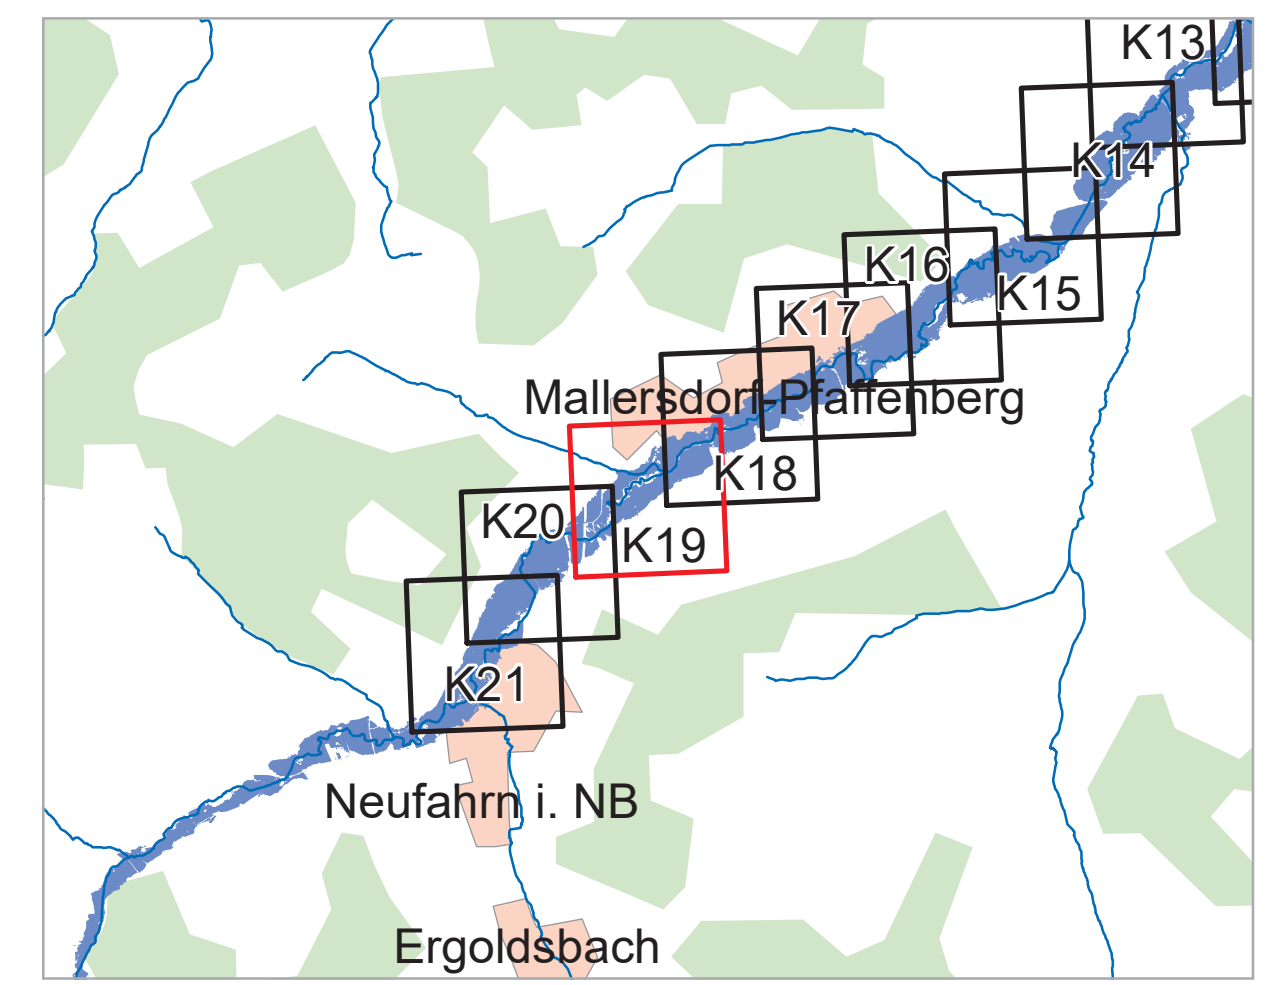 K13
K14
K16
K15
K17
Mallersdorf-Pfaffenberg
K18
K20
K19
K21
Neufahrn i. NB
Ergoldsbach